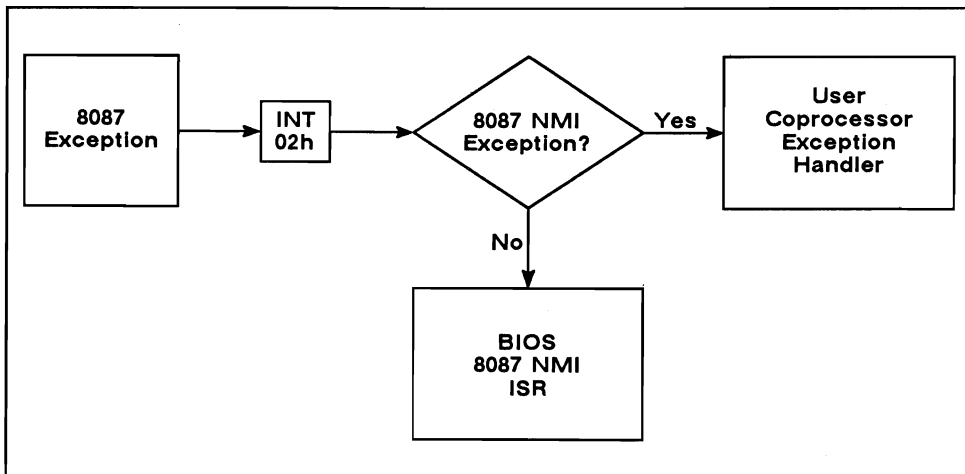 8087
Exception
INT
02h
8087 NMI
Exception?
Yes
User
Coprocessor
Exception
Handler
No
BIOS
8087 NMI
ISR